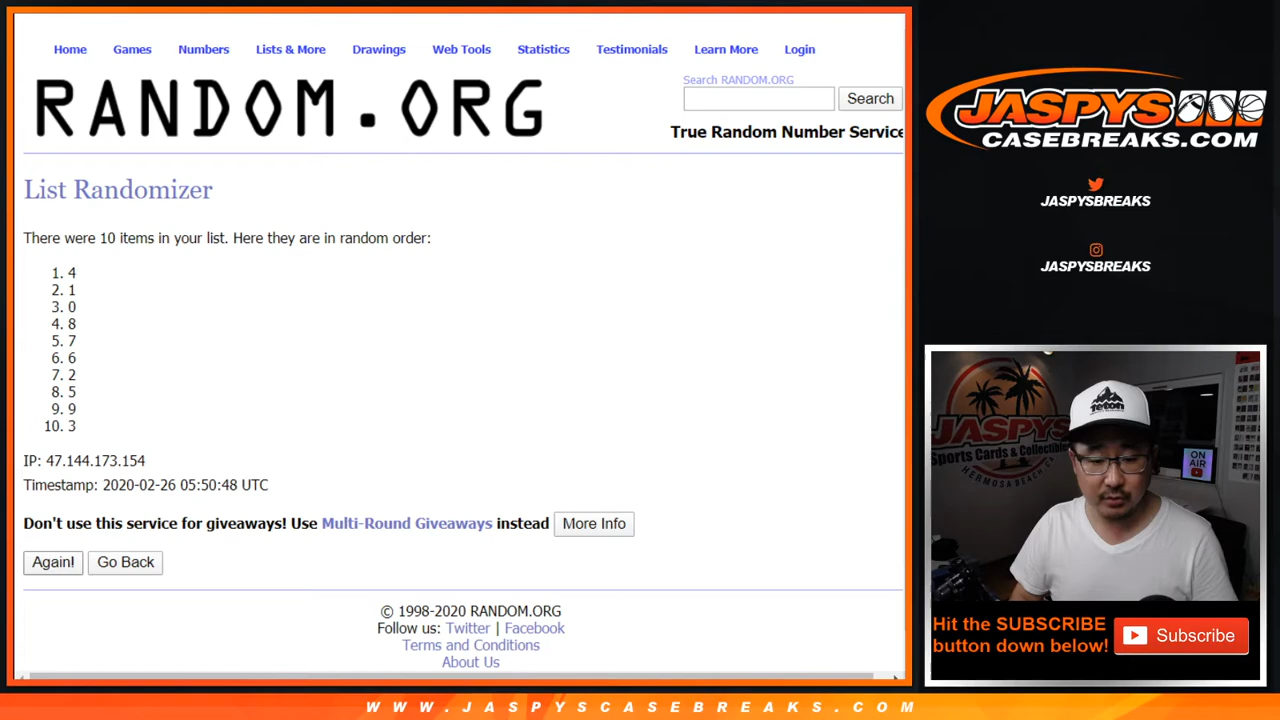 Home Games Numbers Lists & More Drawings Web Tools Statistics Testimonials Learn More Login
RANDOM.ORG
Search RANDOM.ORG
Search
True Random Number Service
List Randomizer
There were 10 items in your list. Here they are in random order:
1. 4
2. 1
3. 0
4. 8
5. 7
6. 6
7. 2
8. 5
9. 9
10. 3
IP: 47.144.173.154
Timestamp: 2020-02-26 05:50:48 UTC
Don't use this service for giveaways! Use Multi-Round Giveaways instead More Info
Again! Go Back
© 1998-2020 RANDOM.ORG
Follow us: Twitter | Facebook
Terms and Conditions
About Us
JASPYS
CASEBREAKS.COM
JASPYSBREAKS
JASPYSBREAKS
Teton
JASPYS
Sports Cards & Collectibles
HERMOSA BEACH, CA
ON
AIR
Hit the SUBSCRIBE
button down below!
Subscribe
WWW.JASPYSCASEBREAKS.COM